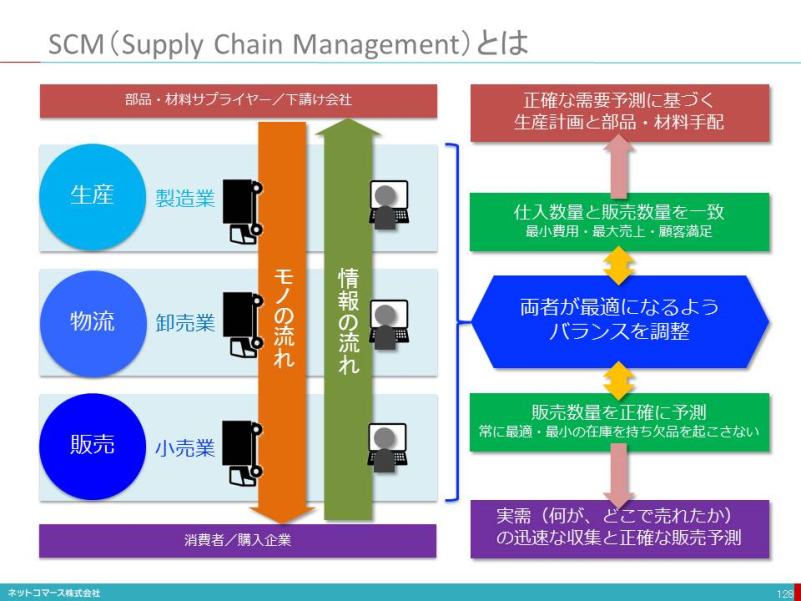 SCM（Supply Chain Management）とは
部品・材料サプライヤー／下請け会社
生産
製造業
物流
卸売業
販売
小売業
モノの流れ
情報の流れ
消費者／購入企業
正確な需要予測に基づく
生産計画と部品・材料手配
仕入数量と販売数量を一致
最小費用・最大売上・顧客満足
両者が最適になるよう
バランスを調整
販売数量を正確に予測
常に最適・最小の在庫を持ち欠品を起こさない
実需（何が、どこで売れたか）
の迅速な収集と正確な販売予測
ネットコマース株式会社
128